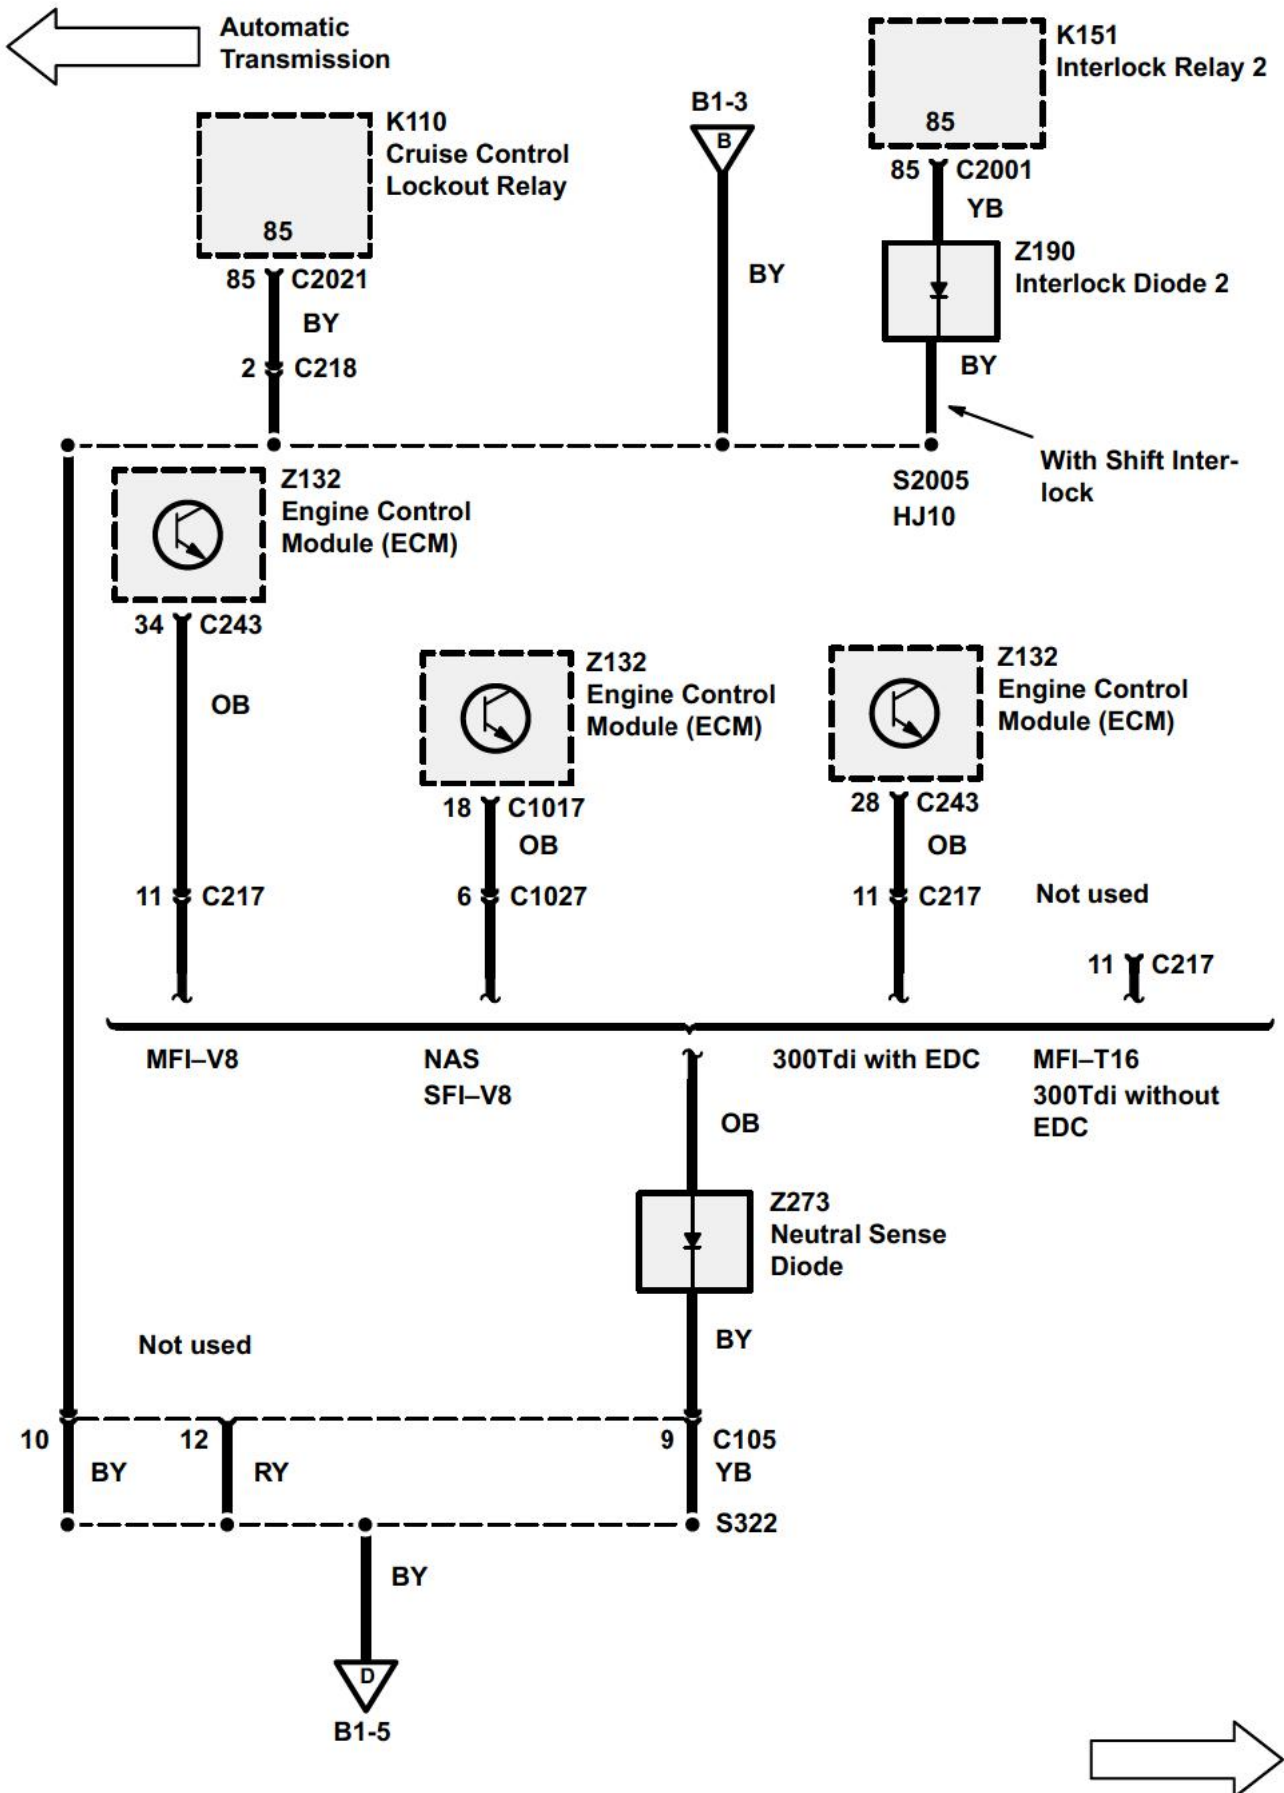 Automatic
Transmission
K151
Interlock Relay 2
85
B1-3
B
K110
Cruise Control
Lockout Relay
85
85 C2001
YB
Z190
Interlock Diode 2
BY
85 C2021
BY
BY
2 C218
With Shift Inter-
lock
S2005
HJ10
Z132
Engine Control
Module (ECM)
34 C243
OB
Z132
Engine Control
Module (ECM)
Z132
Engine Control
Module (ECM)
18 C1017
OB
28 C243
OB
11 C217
6 C1027
11 C217
Not used
11 C217
MFI–V8
NAS
SFI–V8
300Tdi with EDC
MFI–T16
300Tdi without
EDC
OB
Z273
Neutral Sense
Diode
BY
Not used
10
12
9 C105
BY
RY
YB
S322
BY
D
B1-5